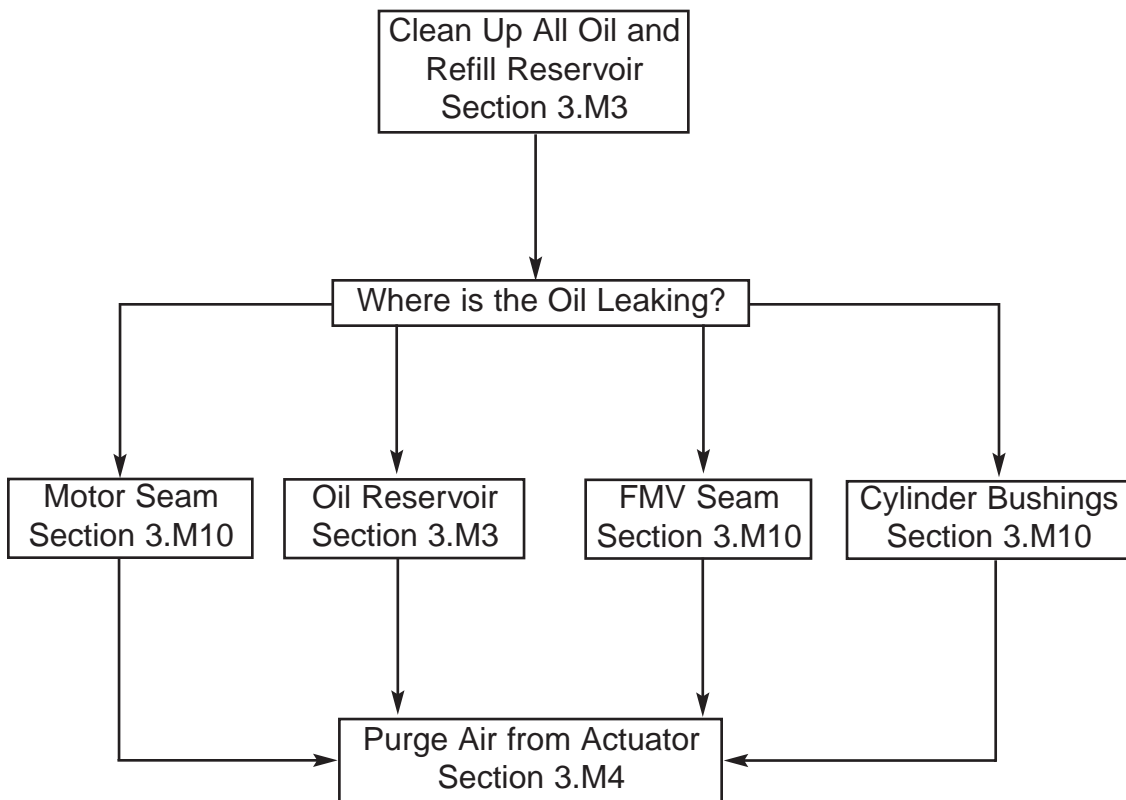 Clean Up All Oil and
Refill Reservoir
Section 3.M3
Where is the Oil Leaking?
Motor Seam
Section 3.M10
Oil Reservoir
Section 3.M3
FMV Seam
Section 3.M10
Cylinder Bushings
Section 3.M10
Purge Air from Actuator
Section 3.M4